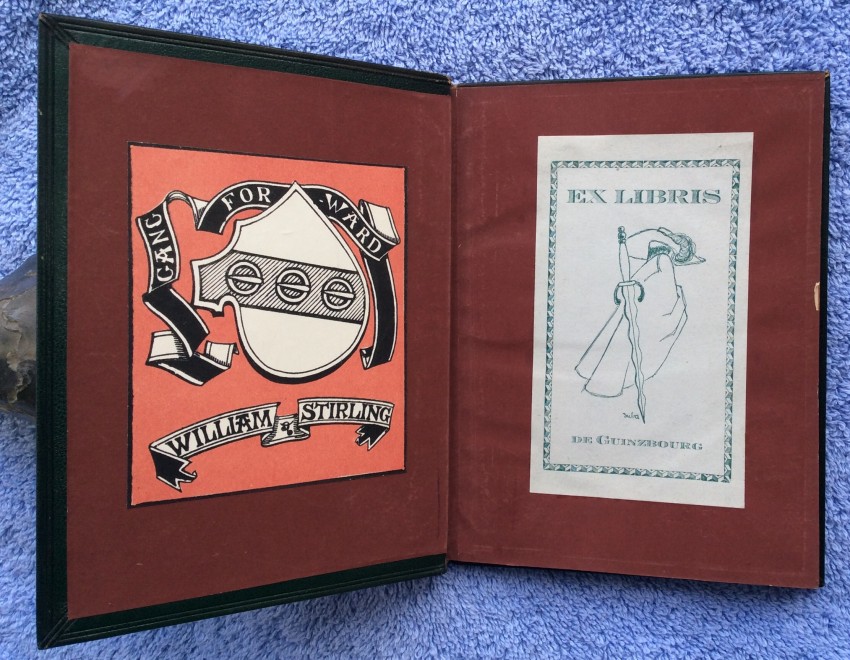 GANG FOR WARD
WILLIAM STIRLING
EX LIBRIS
DE GUINZBOURG